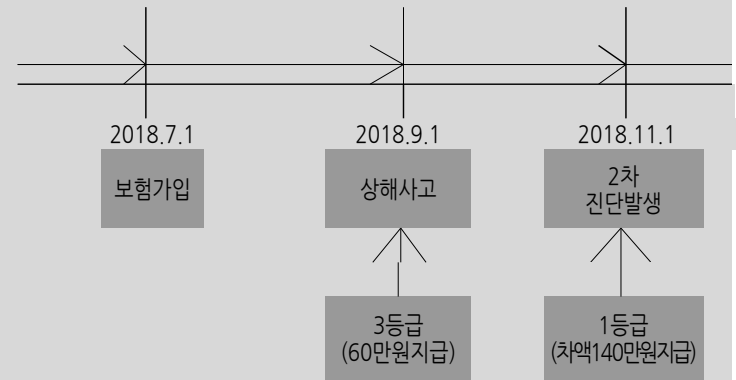 2018.7.1
보험가입
2018.9.1
상해사고
2018.11.1
2차
진단발생
3등급
(60만원지급)
1등급
(차액140만원지급)